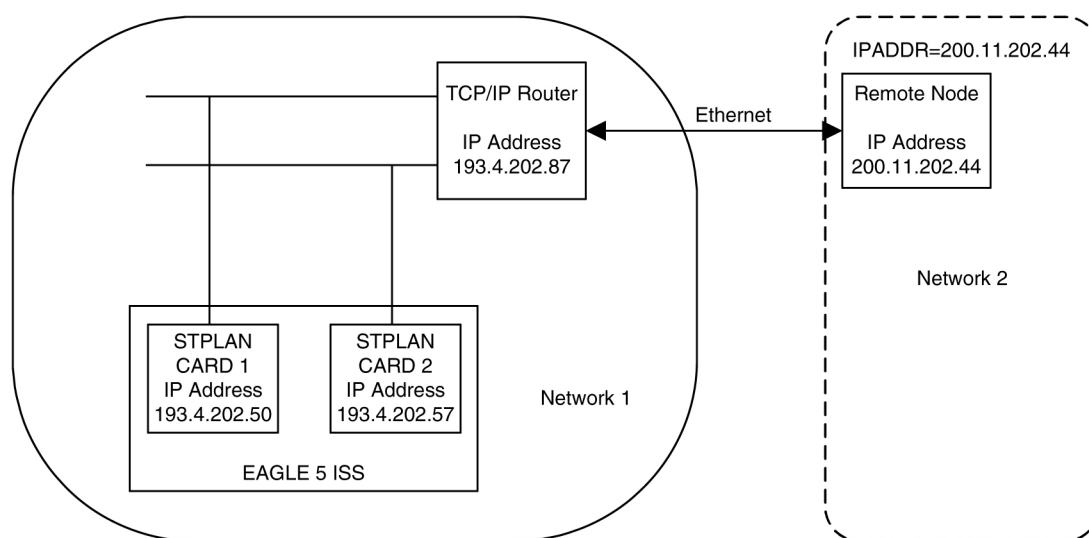 IPADDR=200.11.202.44
TCP/IP Router
IP Address
193.4.202.87
Ethernet
Remote Node
IP Address
200.11.202.44
Network 2
STPLAN
CARD 1
IP Address
193.4.202.50
STPLAN
CARD 2
IP Address
193.4.202.57
Network 1
EAGLE 5 ISS